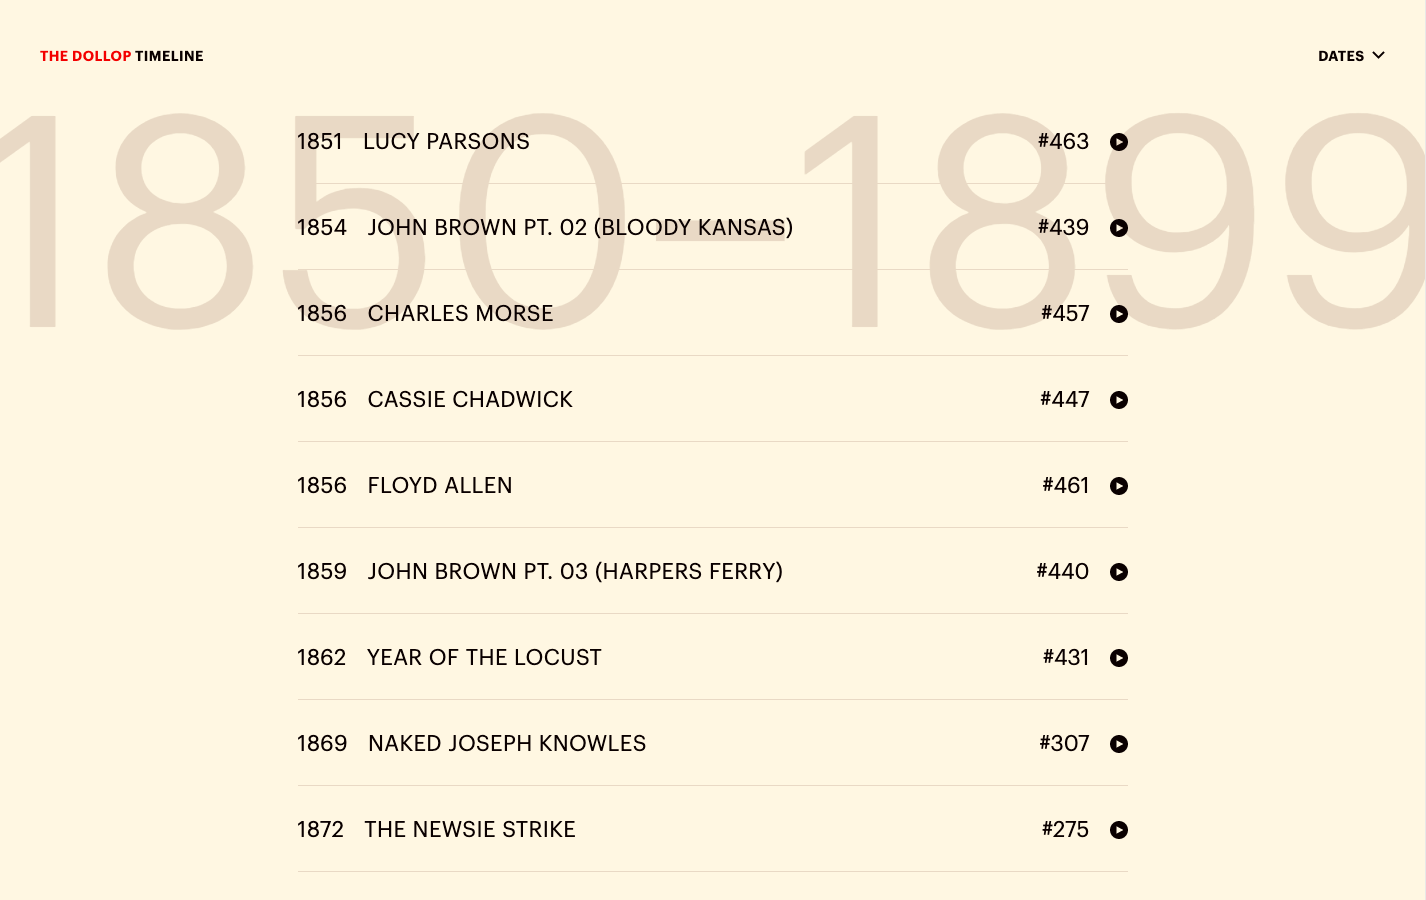 THE DOLLOP TIMELINE
DATES
1850–1899
1851 LUCY PARSONS #463
1854 JOHN BROWN PT. 02 (BLOODY KANSAS) #439
1856 CHARLES MORSE #457
1856 CASSIE CHADWICK #447
1856 FLOYD ALLEN #461
1859 JOHN BROWN PT. 03 (HARPERS FERRY) #440
1862 YEAR OF THE LOCUST #431
1869 NAKED JOSEPH KNOWLES #307
1872 THE NEWSIE STRIKE #275